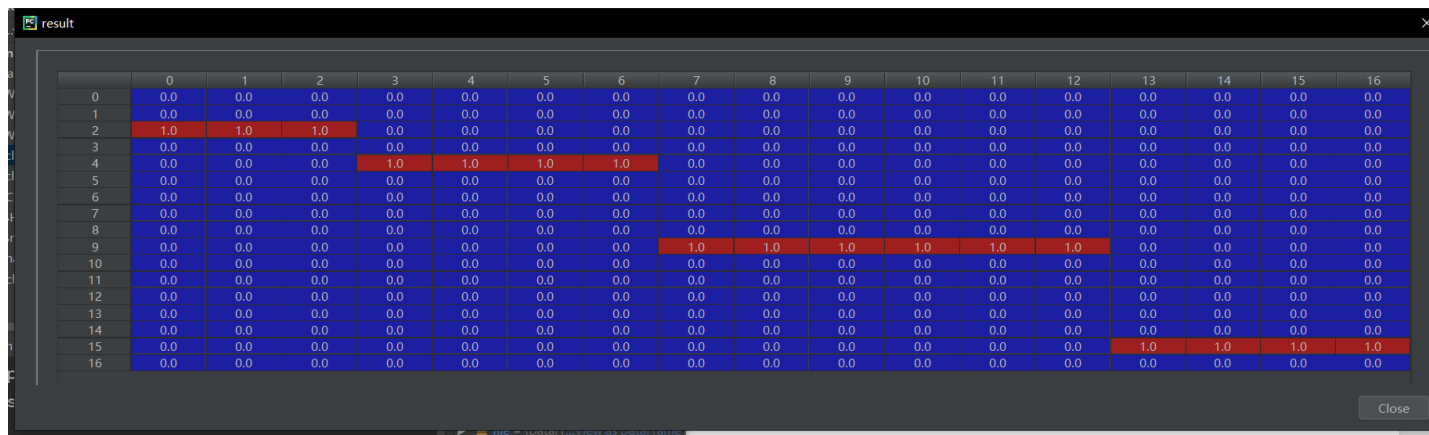 PC result
0 1 2 3 4 5 6 7 8 9 10 11 12 13 14 15 16
0 0.0 0.0 0.0 0.0 0.0 0.0 0.0 0.0 0.0 0.0 0.0 0.0 0.0 0.0 0.0 0.0 0.0
1 0.0 0.0 0.0 0.0 0.0 0.0 0.0 0.0 0.0 0.0 0.0 0.0 0.0 0.0 0.0 0.0 0.0
2 1.0 1.0 1.0 0.0 0.0 0.0 0.0 0.0 0.0 0.0 0.0 0.0 0.0 0.0 0.0 0.0 0.0
3 0.0 0.0 0.0 0.0 0.0 0.0 0.0 0.0 0.0 0.0 0.0 0.0 0.0 0.0 0.0 0.0 0.0
4 0.0 0.0 0.0 1.0 1.0 1.0 1.0 0.0 0.0 0.0 0.0 0.0 0.0 0.0 0.0 0.0 0.0
5 0.0 0.0 0.0 0.0 0.0 0.0 0.0 0.0 0.0 0.0 0.0 0.0 0.0 0.0 0.0 0.0 0.0
6 0.0 0.0 0.0 0.0 0.0 0.0 0.0 0.0 0.0 0.0 0.0 0.0 0.0 0.0 0.0 0.0 0.0
7 0.0 0.0 0.0 0.0 0.0 0.0 0.0 0.0 0.0 0.0 0.0 0.0 0.0 0.0 0.0 0.0 0.0
8 0.0 0.0 0.0 0.0 0.0 0.0 0.0 0.0 0.0 0.0 0.0 0.0 0.0 0.0 0.0 0.0 0.0
9 0.0 0.0 0.0 0.0 0.0 0.0 0.0 1.0 1.0 1.0 1.0 1.0 1.0 0.0 0.0 0.0 0.0
10 0.0 0.0 0.0 0.0 0.0 0.0 0.0 0.0 0.0 0.0 0.0 0.0 0.0 0.0 0.0 0.0 0.0
11 0.0 0.0 0.0 0.0 0.0 0.0 0.0 0.0 0.0 0.0 0.0 0.0 0.0 0.0 0.0 0.0 0.0
12 0.0 0.0 0.0 0.0 0.0 0.0 0.0 0.0 0.0 0.0 0.0 0.0 0.0 0.0 0.0 0.0 0.0
13 0.0 0.0 0.0 0.0 0.0 0.0 0.0 0.0 0.0 0.0 0.0 0.0 0.0 0.0 0.0 0.0 0.0
14 0.0 0.0 0.0 0.0 0.0 0.0 0.0 0.0 0.0 0.0 0.0 0.0 0.0 0.0 0.0 0.0 0.0
15 0.0 0.0 0.0 0.0 0.0 0.0 0.0 0.0 0.0 0.0 0.0 0.0 0.0 1.0 1.0 1.0 1.0
16 0.0 0.0 0.0 0.0 0.0 0.0 0.0 0.0 0.0 0.0 0.0 0.0 0.0 0.0 0.0 0.0 0.0
Close